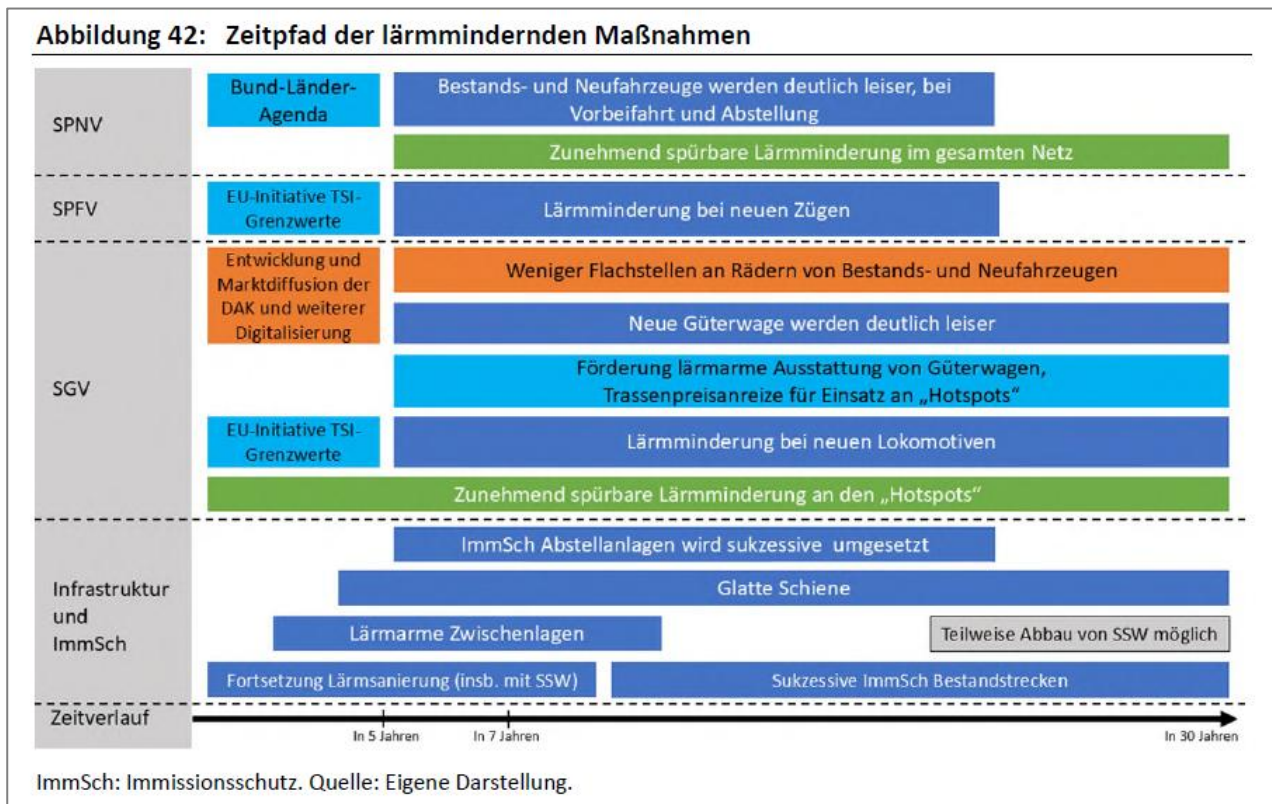 Abbildung 42: Zeitpfad der lärmmindernden Maßnahmen
SPNV
Bund-Länder-
Agenda
Bestands- und Neufahrzeuge werden deutlich leiser, bei
Vorbeifahrt und Abstellung
Zunehmend spürbare Lärmminderung im gesamten Netz
SPFV
EU-Initiative TSI-
Grenzwerte
Lärmminderung bei neuen Zügen
SGV
Entwicklung und
Marktdiffusion der
DAK und weiterer
Digitalisierung
Weniger Flachstellen an Rädern von Bestands- und Neufahrzeugen
Neue Güterwage werden deutlich leiser
Förderung lärmarme Ausstattung von Güterwagen,
Trassenpreisanreize für Einsatz an „Hotspots“
EU-Initiative TSI-
Grenzwerte
Lärmminderung bei neuen Lokomotiven
Zunehmend spürbare Lärmminderung an den „Hotspots“
Infrastruktur
und
ImmSch
ImmSch Abstellanlagen wird sukzessive umgesetzt
Glatte Schiene
Lärmarme Zwischenlagen
Teilweise Abbau von SSW möglich
Fortsetzung Lärmsanierung (insb. mit SSW)
Sukzessive ImmSch Bestandstrecken
Zeitverlauf
In 5 Jahren
In 7 Jahren
In 30 Jahren
ImmSch: Immissionsschutz. Quelle: Eigene Darstellung.